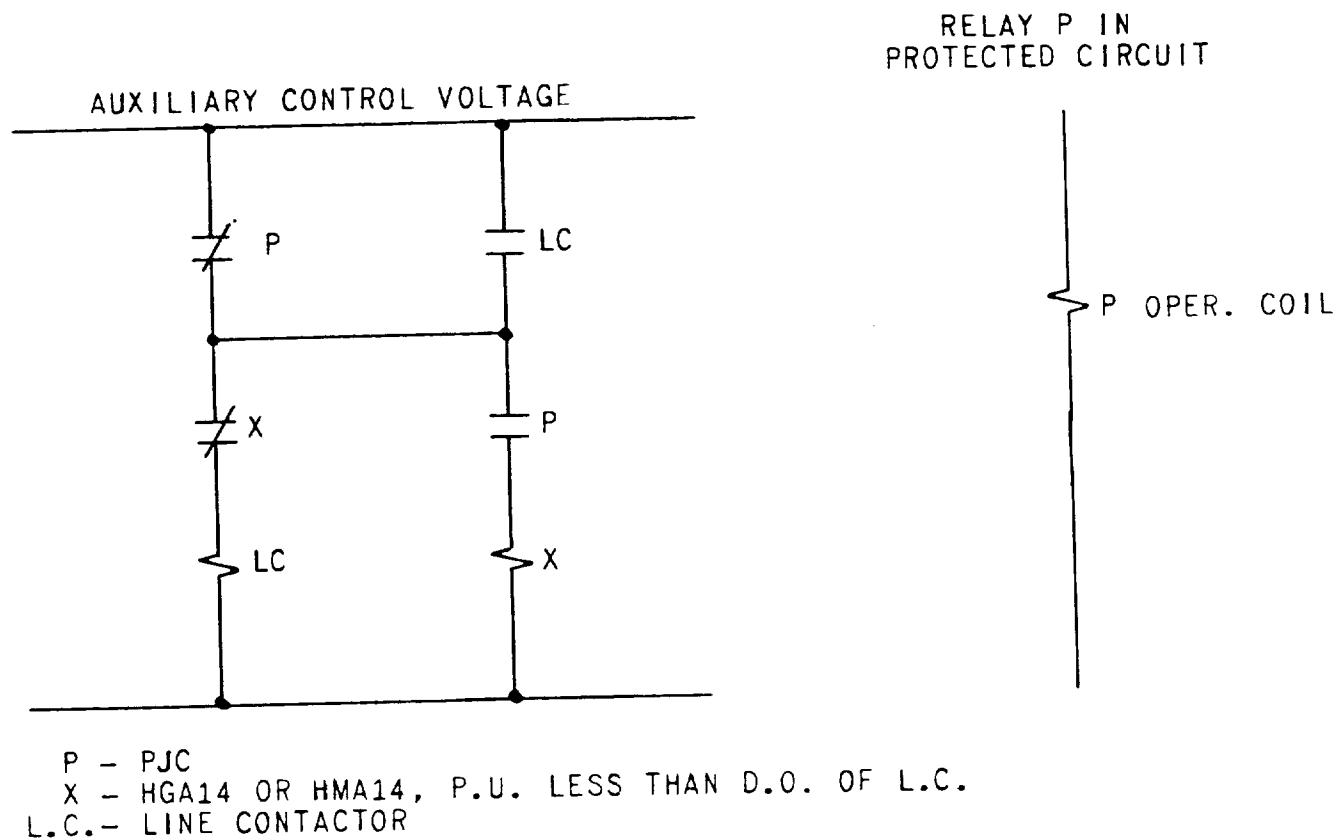 RELAY P IN
PROTECTED CIRCUIT
AUXILIARY CONTROL VOLTAGE
P
LC
P OPER. COIL
X
P
LC
X
P - PJC
X - HGA14 OR HMA14, P.U. LESS THAN D.O. OF L.C.
L.C.- LINE CONTACTOR